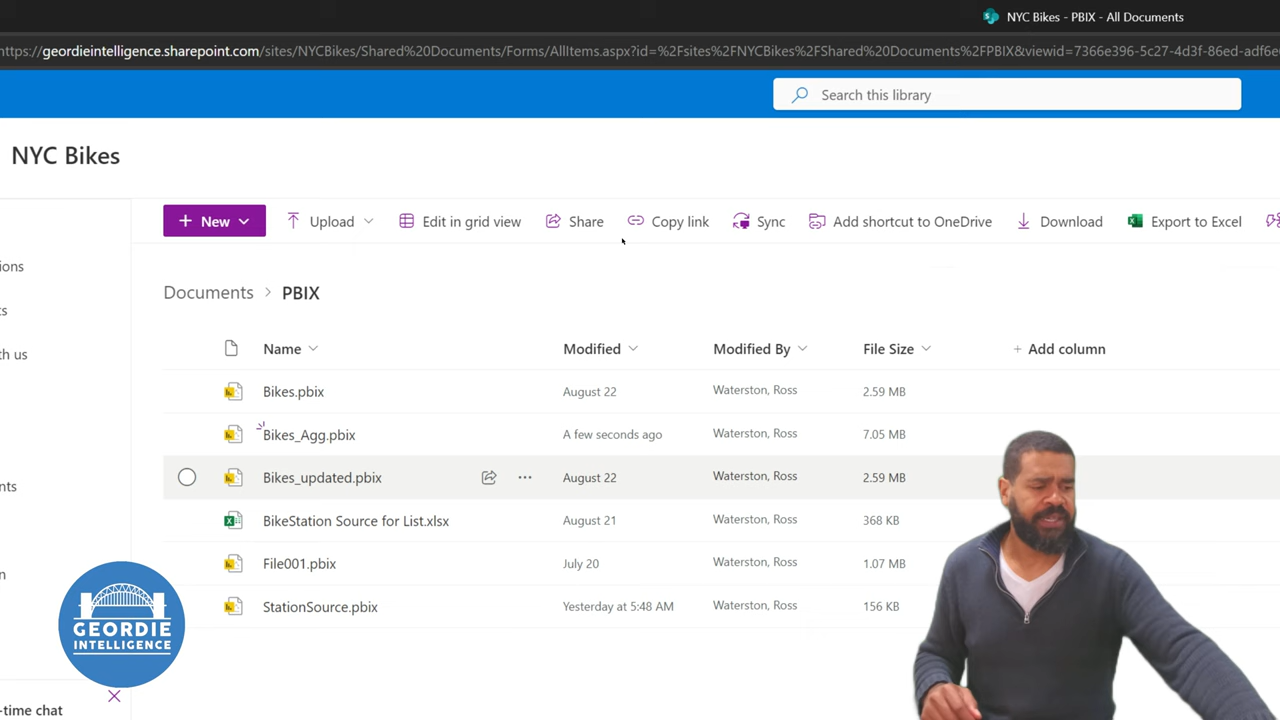 NYC Bikes - PBIX - All Documents
https://geordieintelligence.sharepoint.com/sites/NYCBikes/Shared%20Documents/Forms/AllItems.aspx?id=%2Fsites%2FNYCBikes%2FShared%20Documents%2FPBIX&viewid=7366e396-5c27-4d3f-86ed-adf6e
Search this library
NYC Bikes
New Upload Edit in grid view Share Copy link Sync Add shortcut to OneDrive Download Export to Excel
ions
ts
ith us
nts
n
-time chat
Documents > PBIX
Name Modified Modified By File Size + Add column
Bikes.pbix August 22 Waterston, Ross 2.59 MB
Bikes_Agg.pbix A few seconds ago Waterston, Ross 7.05 MB
Bikes_updated.pbix August 22 Waterston, Ross 2.59 MB
BikeStation Source for List.xlsx August 21 Waterston, Ross 368 KB
File001.pbix July 20 Waterston, Ross 1.07 MB
StationSource.pbix Yesterday at 5:48 AM Waterston, Ross 156 KB
GEORDIE
INTELLIGENCE